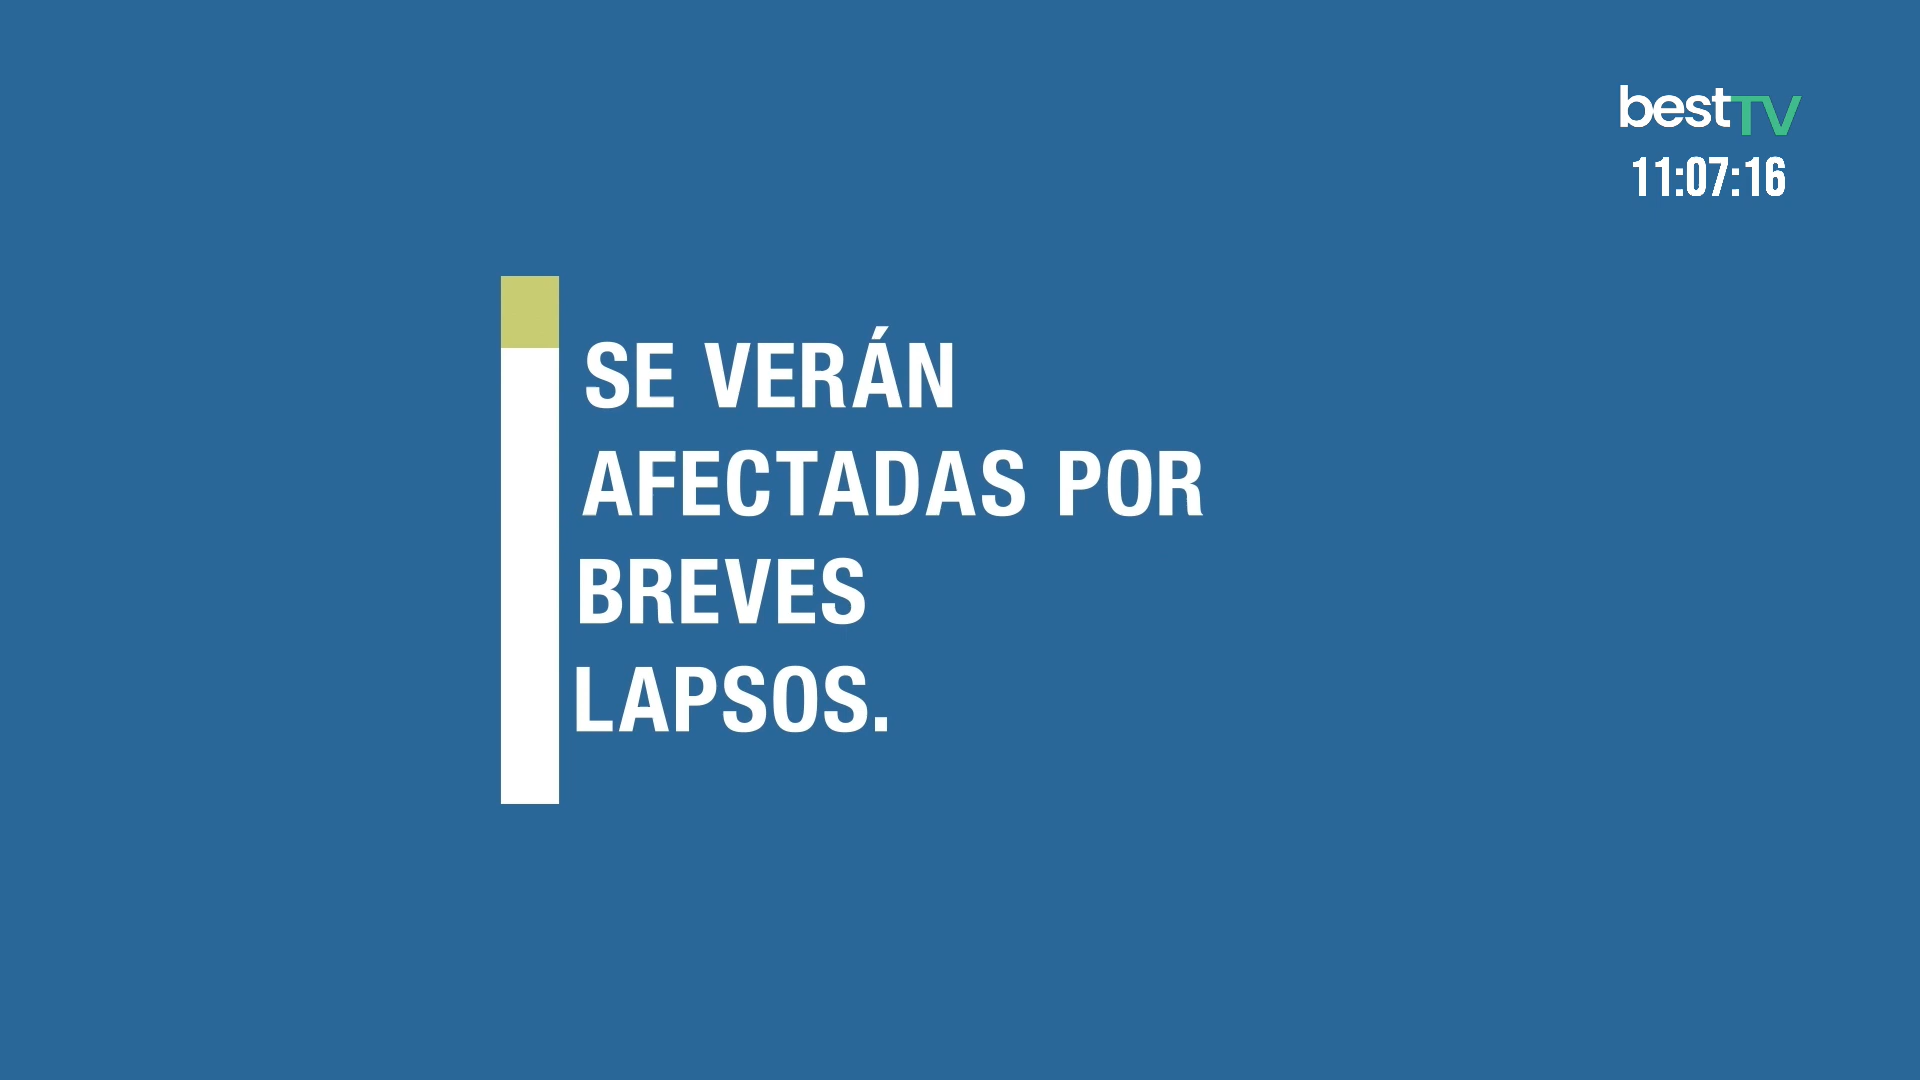 bestTV
11:07:16
SE VERÁN
AFECTADAS POR
BREVES
LAPSOS.